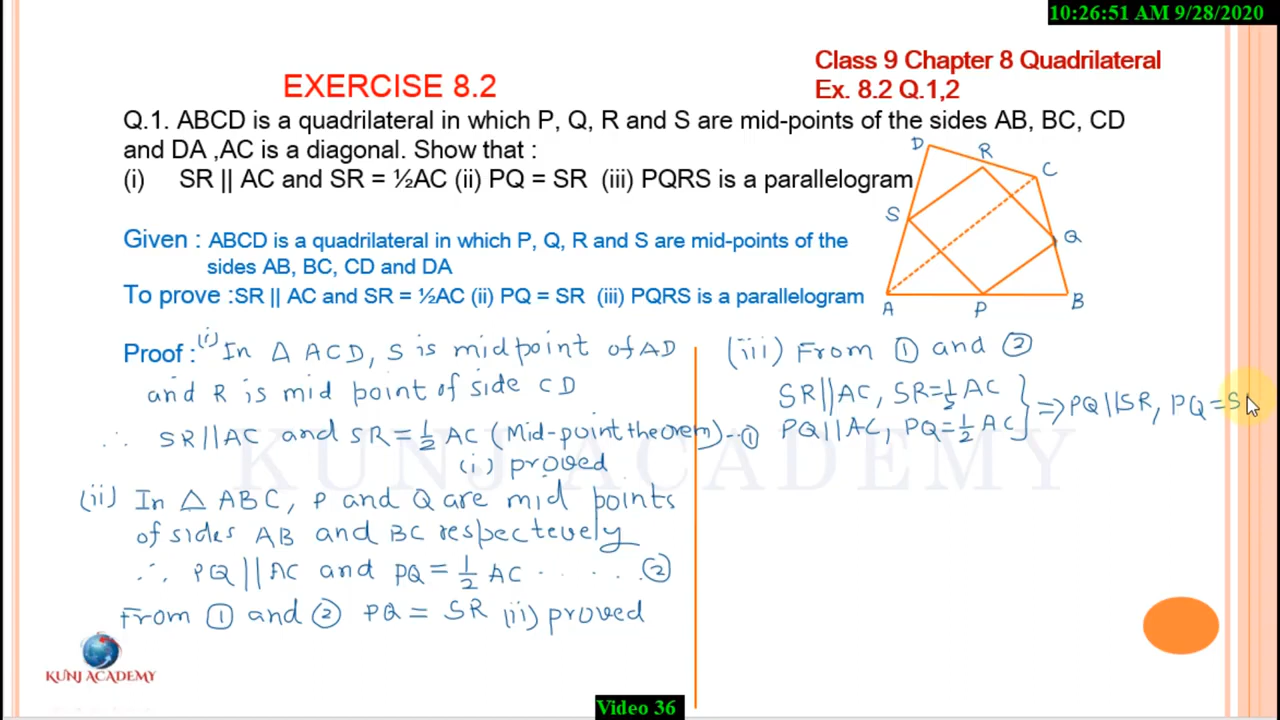 10:26:51 AM 9/28/2020
Class 9 Chapter 8 Quadrilateral
Ex. 8.2 Q.1,2
EXERCISE 8.2
Q.1. ABCD is a quadrilateral in which P, Q, R and S are mid-points of the sides AB, BC, CD
and DA ,AC is a diagonal. Show that :
(i) SR || AC and SR = ½AC (ii) PQ = SR (iii) PQRS is a parallelogram
D
R
C
S
Q
A
P
B
Given : ABCD is a quadrilateral in which P, Q, R and S are mid-points of the
sides AB, BC, CD and DA
To prove :SR || AC and SR = ½AC (ii) PQ = SR (iii) PQRS is a parallelogram
Proof : (i) In △ ACD, S is midpoint of AD
and R is mid point of side CD
∴ SR || AC and SR = 1/2 AC (Mid-point theorem) -- ①
(i) proved
(ii) In △ ABC, P and Q are mid points
of sides AB and BC respectevely
∴ PQ || AC and PQ = 1/2 AC . . . . . ②
From ① and ② PQ = SR (ii) proved
(iii) From ① and ②
SR || AC, SR = 1/2 AC
PQ || AC, PQ = 1/2 AC } => PQ || SR, PQ = S
KUNJ ACADEMY
KUNJ ACADEMY
Video 36